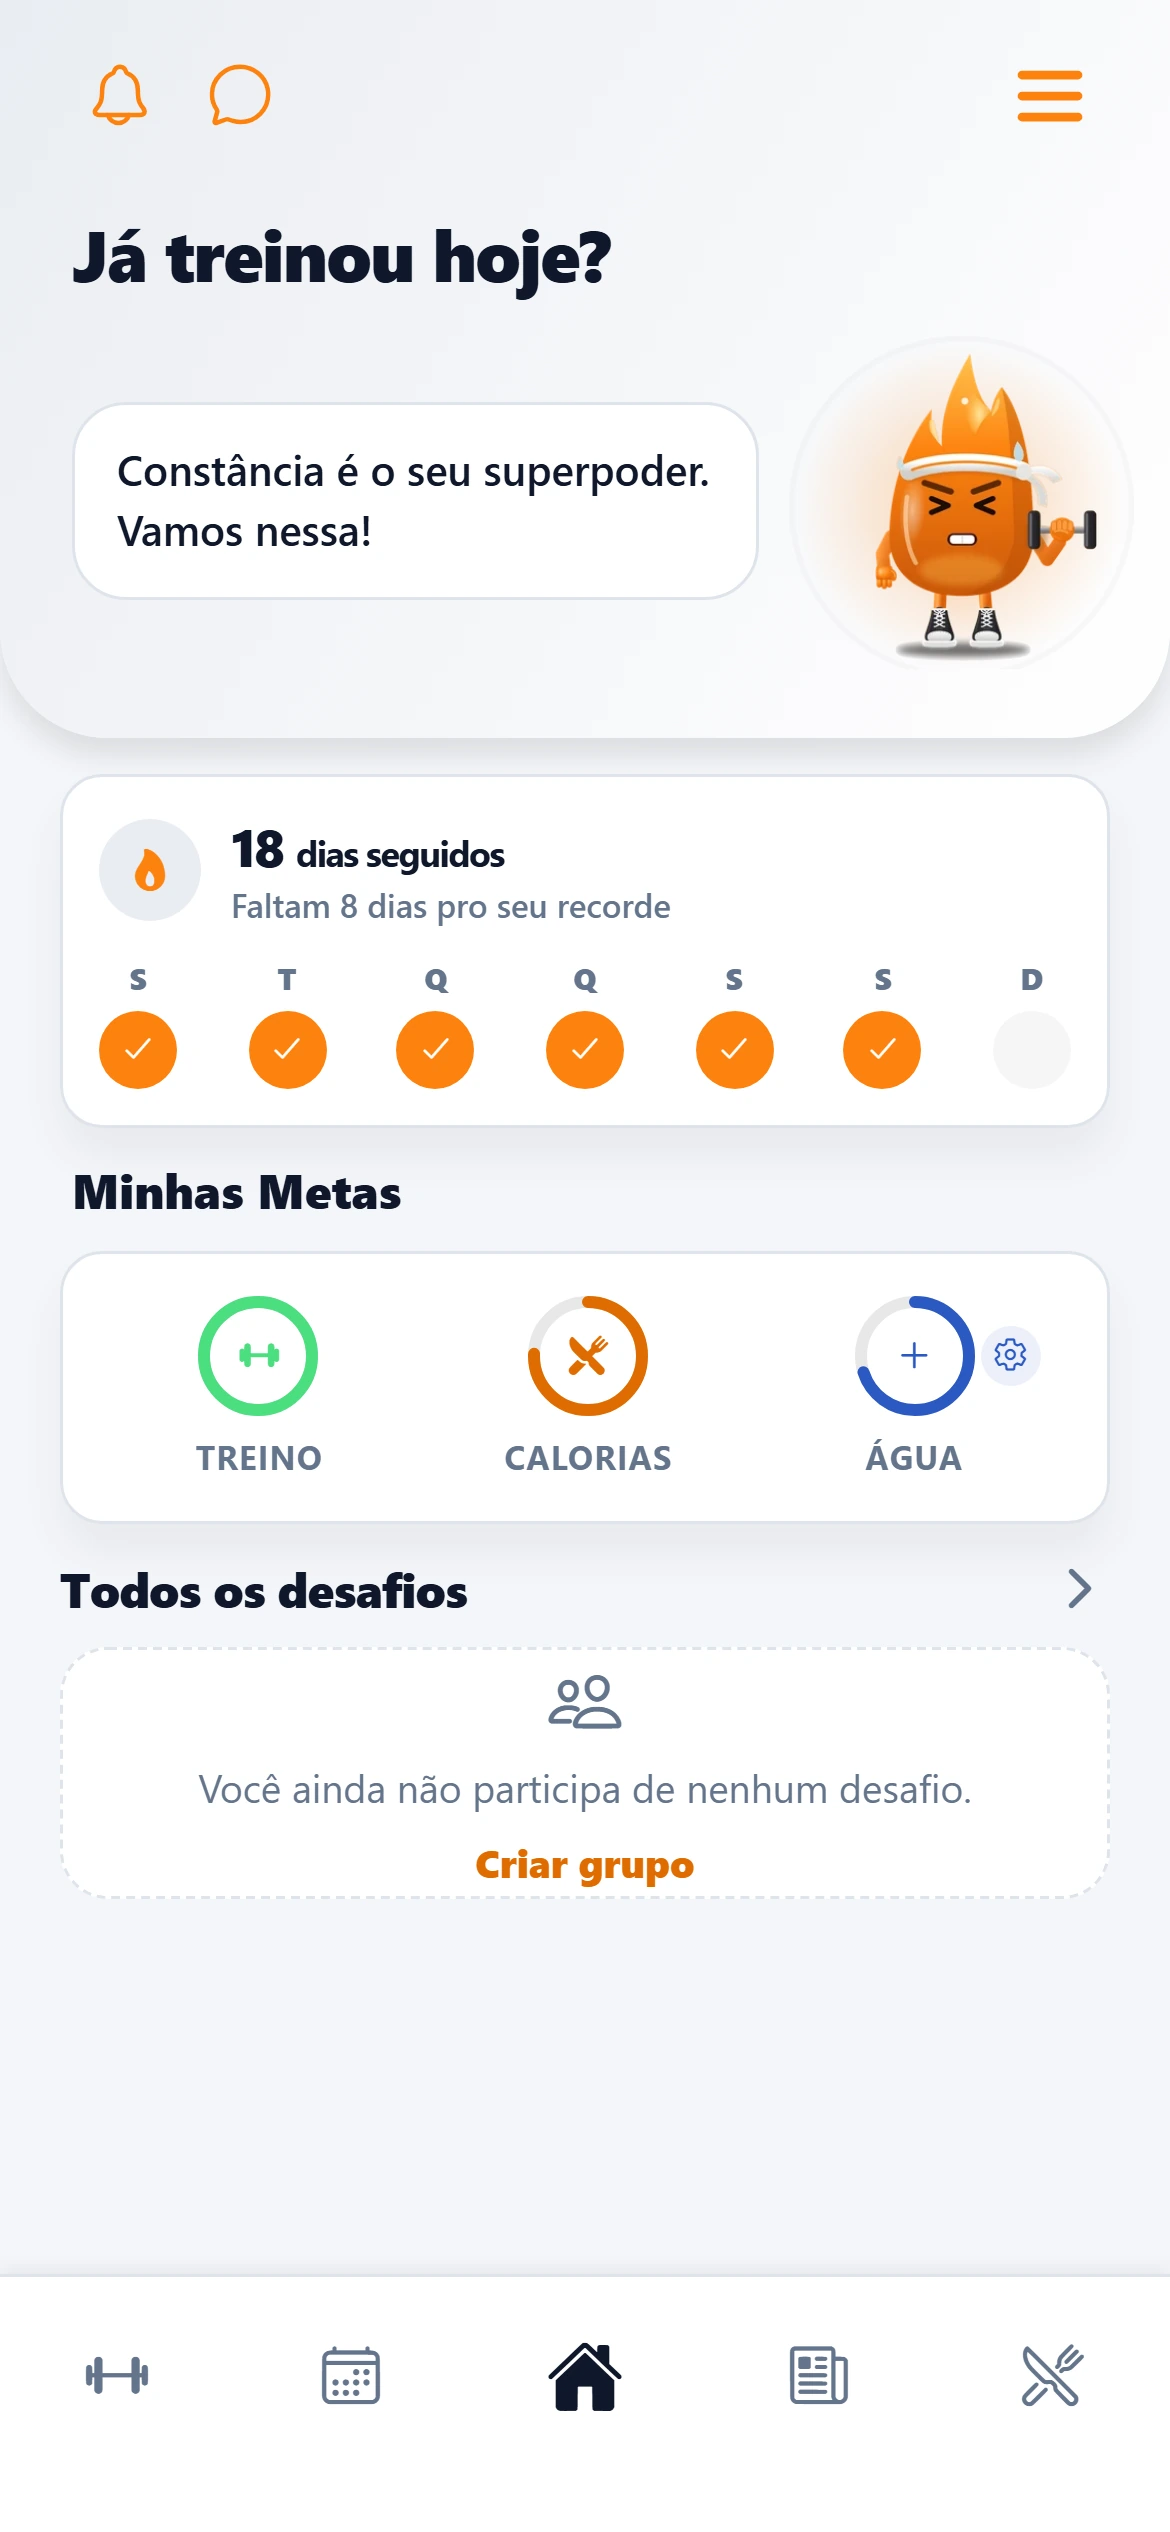 Já treinou hoje?
Constância é o seu superpoder.
Vamos nessa!
18 dias seguidos
Faltam 8 dias pro seu recorde
S T Q Q S S D
Minhas Metas
TREINO CALORIAS ÁGUA
Todos os desafios
Você ainda não participa de nenhum desafio.
Criar grupo